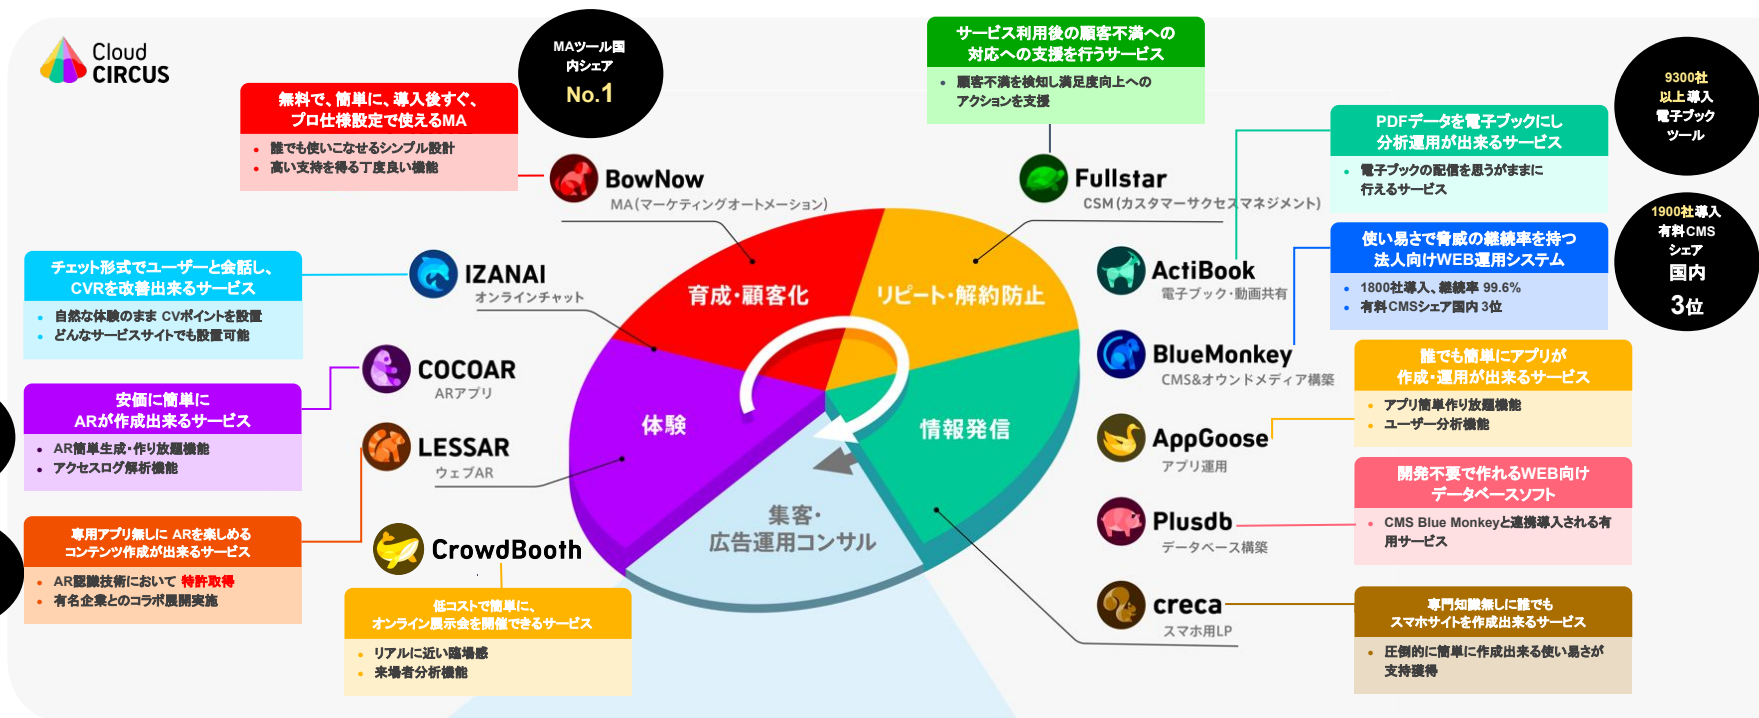 Cloud
CIRCUS
MAツール国
内シェア
No.1
無料で、簡単に、導入後すぐ、
プロ仕様設定で使えるMA
誰でも使いこなせるシンプル設計
高い支持を得る丁度良い機能
BowNow
MA(マーケティングオートメーション)
サービス利用後の顧客不満への
対応への支援を行うサービス
顧客不満を検知し満足度向上への
アクションを支援
Fullstar
CSM(カスタマーサクセスマネジメント)
9300社
以上導入
電子ブック
ツール
PDFデータを電子ブックにし
分析運用が出来るサービス
電子ブックの配信を思うがままに
行えるサービス
ActiBook
電子ブック・動画共有
1900社導入
有料CMS
シェア
国内
3位
使い易さで脅威の継続率を持つ
法人向けWEB運用システム
1800社導入、継続率 99.6%
有料CMSシェア国内 3位
BlueMonkey
CMS&オウンドメディア構築
チェット形式でユーザーと会話し、
CVRを改善出来るサービス
自然な体験のまま CVポイントを設置
どんなサービスサイトでも設置可能
IZANAI
オンラインチャット
安価に簡単に
ARが作成出来るサービス
AR簡単生成・作り放題機能
アクセスログ解析機能
COCOAR
ARアプリ
専用アプリ無しに ARを楽しめる
コンテンツ作成が出来るサービス
AR認識技術において 特許取得
有名企業とのコラボ展開実施
LESSAR
ウェブAR
CrowdBooth
低コストで簡単に、
オンライン展示会を開催できるサービス
リアルに近い臨場感
来場者分析機能
育成・顧客化
リピート・解約防止
体験
情報発信
集客・
広告運用コンサル
誰でも簡単にアプリが
作成・運用が出来るサービス
アプリ簡単作り放題機能
ユーザー分析機能
AppGoose
アプリ運用
開発不要で作れるWEB向け
データベースソフト
CMS Blue Monkeyと連携導入される有
用サービス
Plusdb
データベース構築
専門知識無しに誰でも
スマホサイトを作成出来るサービス
圧倒的に簡単に作成出来る使い易さが
支持獲得
creca
スマホ用LP